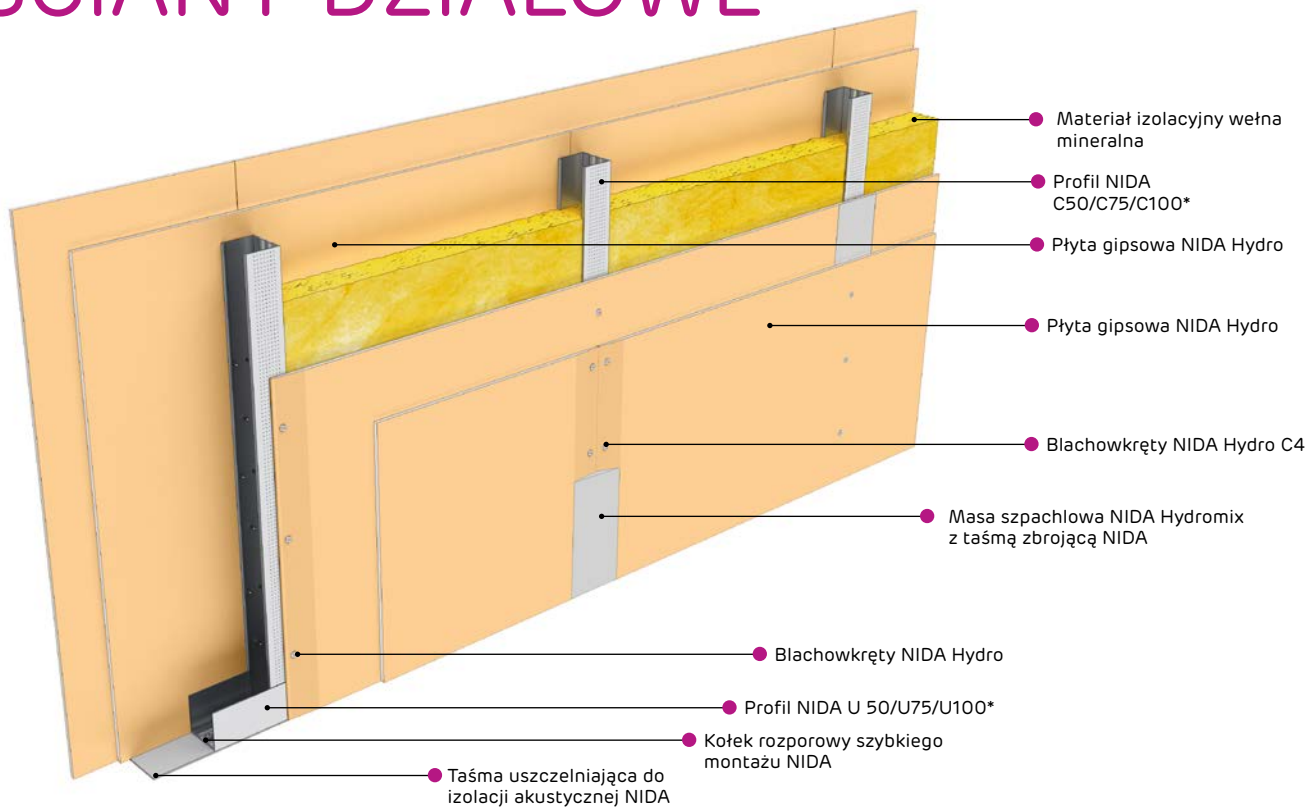 ŚCIANY DZIAŁOWE
Materiał izolacyjny wełna
mineralna
Profil NIDA
C50/C75/C100*
Płyta gipsowa NIDA Hydro
Płyta gipsowa NIDA Hydro
Blachowkręty NIDA Hydro C4
Masa szpachlowa NIDA Hydromix
z taśmą zbrojącą NIDA
Blachowkręty NIDA Hydro
Profil NIDA U 50/U75/U100*
Kołek rozporowy szybkiego
montażu NIDA
Taśma uszczelniająca do
izolacji akustycznej NIDA